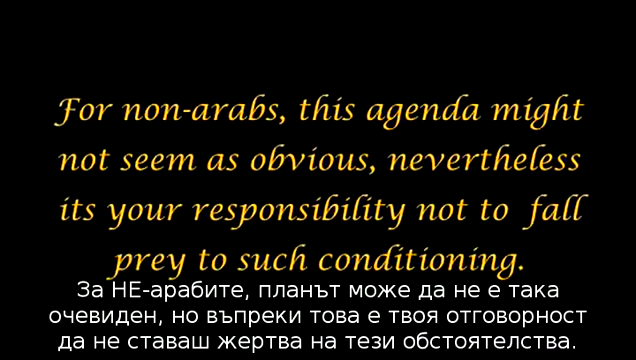 For non-arabs, this agenda might
not seem as obvious, nevertheless
its your responsibility not to fall
prey to such conditioning.
За НЕ-арабите, планът може да не е така
очевиден, но въпреки това е твоя отговорност
да не ставаш жертва на тези обстоятелства.